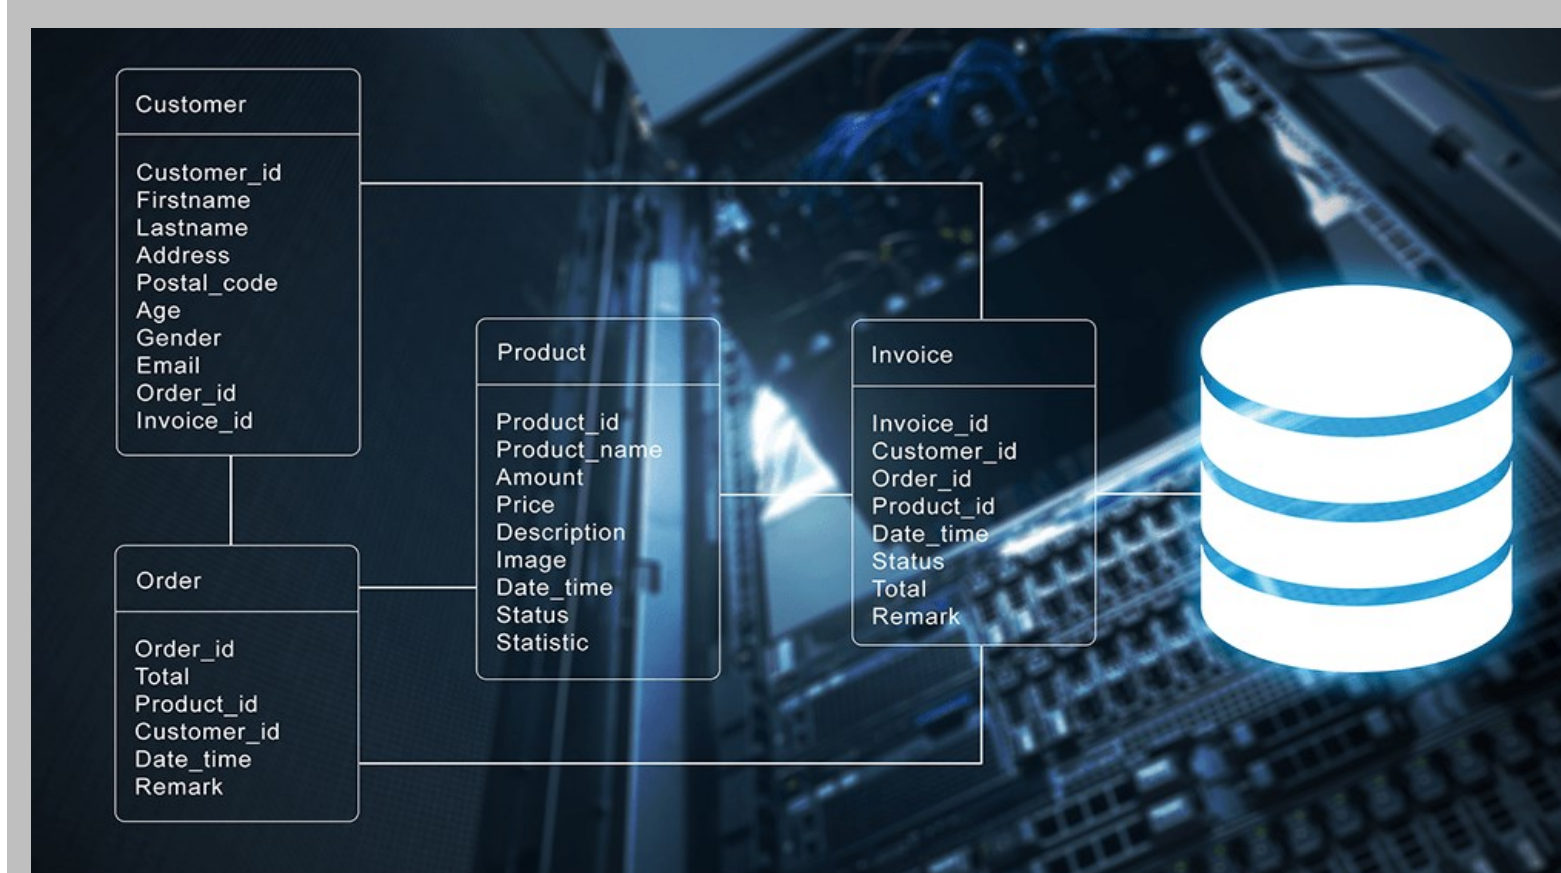 Customer
Customer_id
Firstname
Lastname
Address
Postal_code
Age
Gender
Email
Order_id
Invoice_id
Order
Order_id
Total
Product_id
Customer_id
Date_time
Remark
Product
Product_id
Product_name
Amount
Price
Description
Image
Date_time
Status
Statistic
Invoice
Invoice_id
Customer_id
Order_id
Product_id
Date_time
Status
Total
Remark